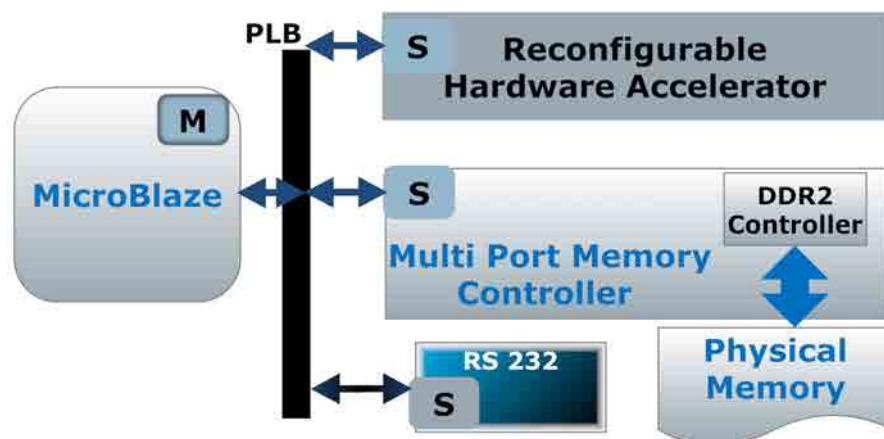 PLB
S
Reconfigurable
Hardware Accelerator
M
MicroBlaze
S
DDR2
Controller
Multi Port Memory
Controller
RS 232
S
Physical
Memory